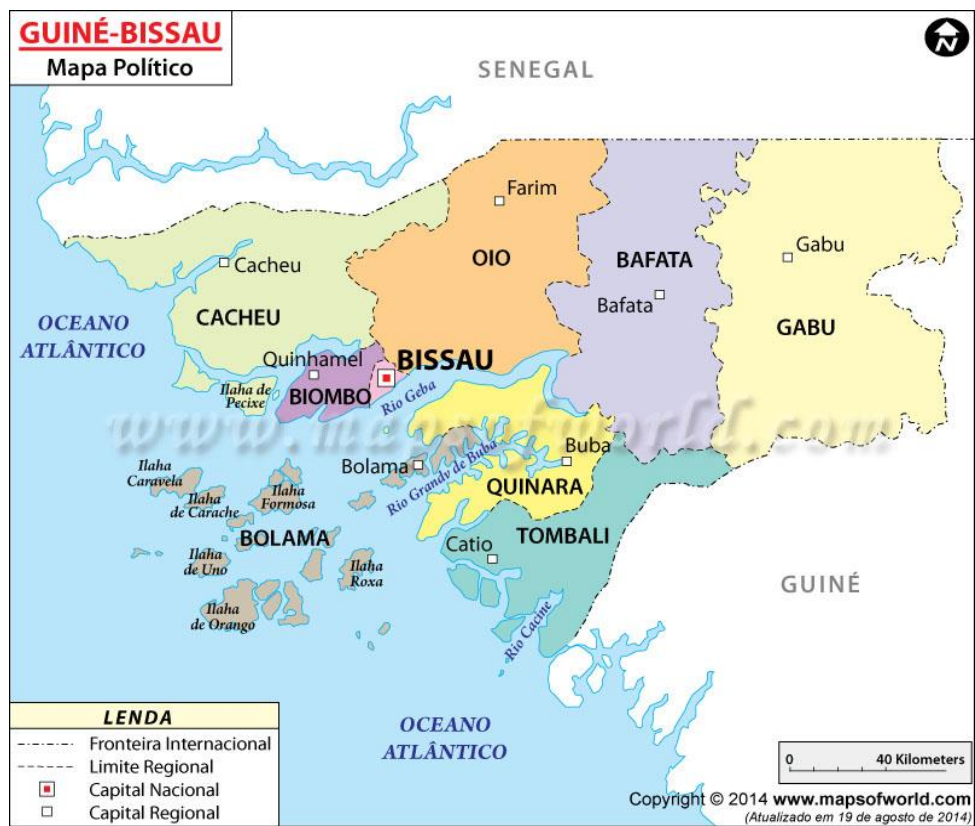 GUINÉ-BISSAU
Mapa Político
N
SENEGAL
Farim
OIO
BAFATA
Gabu
Cacheu
Bafata
OCEANO
ATLÂNTICO
CACHEU
GABU
Quinhamel
BISSAU
Ilaha de
Pecixe
BIOMBO
Rio Geba
www.mapsofworld.com
Bolama
Rio Grandv de Buba
Buba
Ilaha
Caravela
Ilaha
de Carache
Ilaha
Formosa
QUINARA
BOLAMA
TOMBALI
Catio
Ilaha
de Uno
Ilaha
Roxa
GUINÉ
Ilaha
de Orango
Rio Cacine
LENDA
Fronteira Internacional
Limite Regional
Capital Nacional
Capital Regional
OCEANO
ATLÂNTICO
0 40 Kilometers
Copyright © 2014 www.mapsofworld.com
(Atualizado em 19 de agosto de 2014)